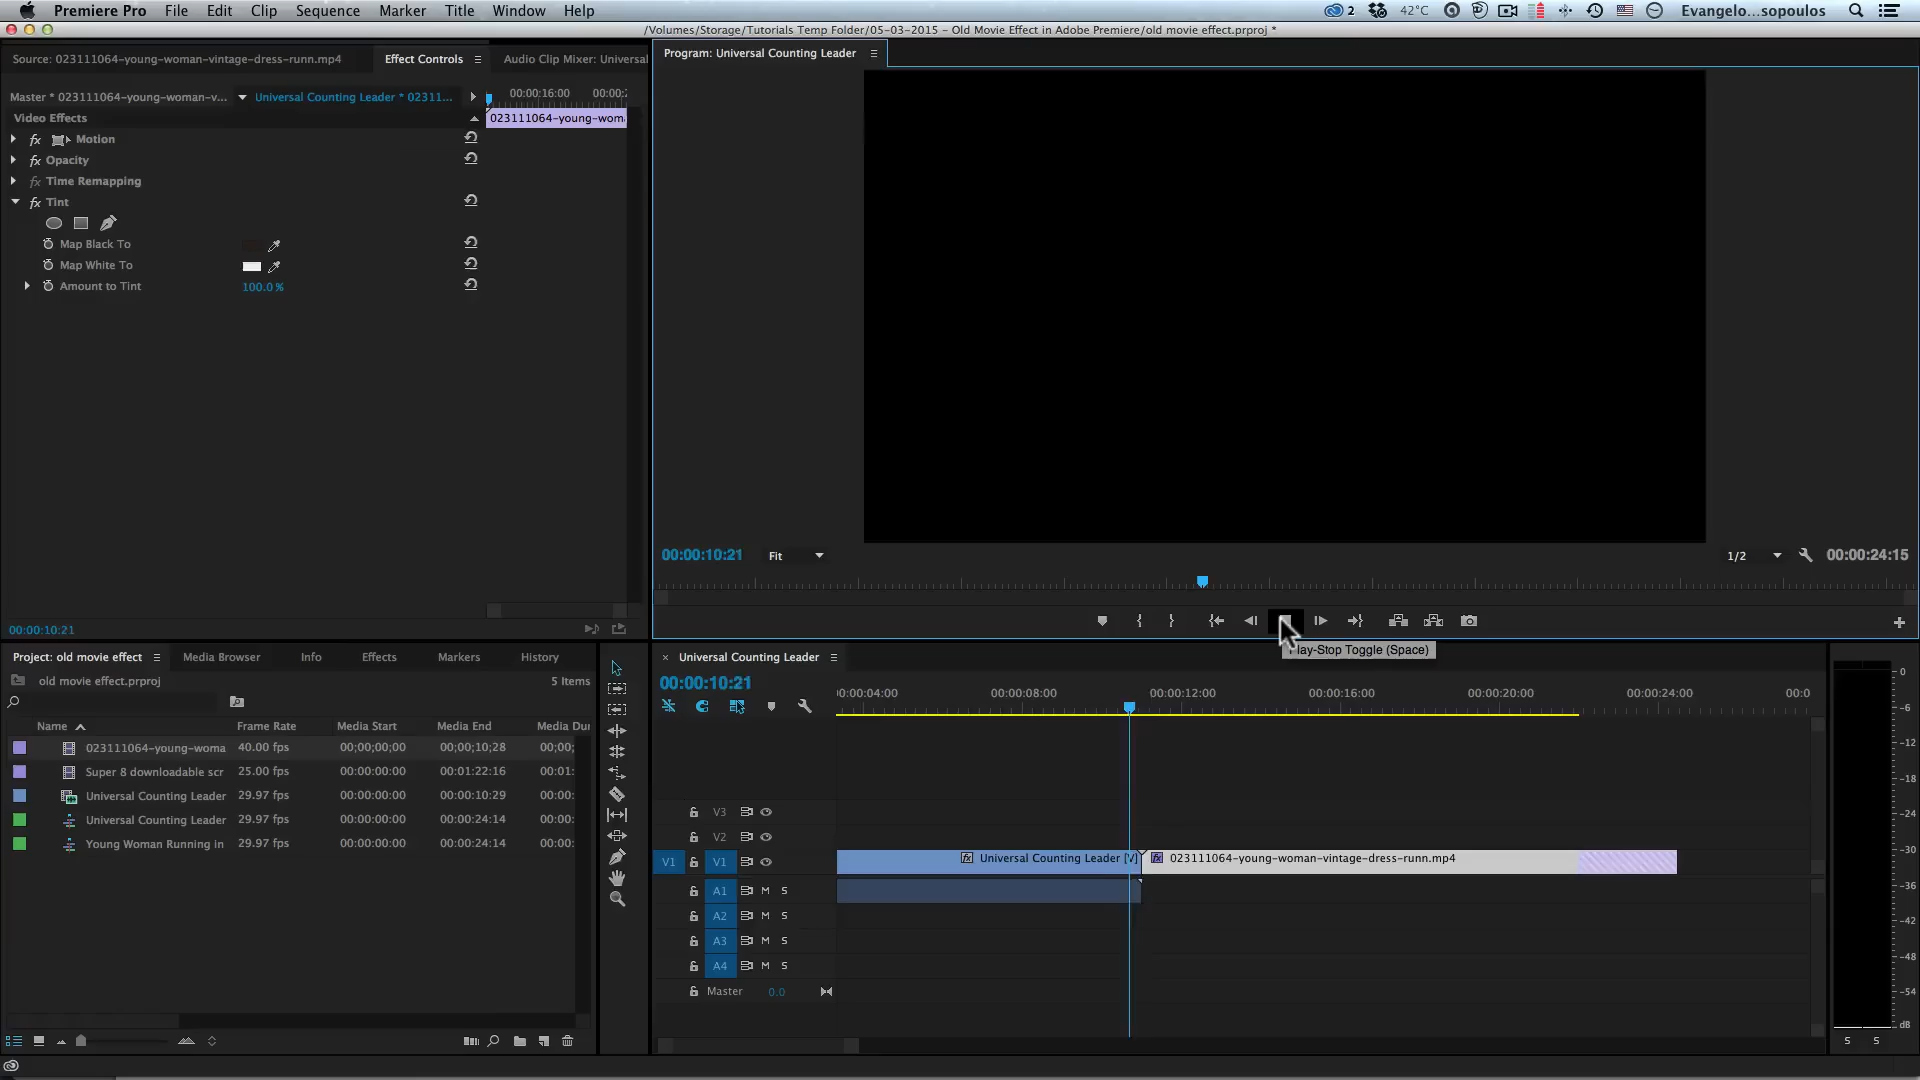 Premiere Pro File Edit Clip Sequence Marker Title Window Help 2 42°C Evangelo...sopoulos
/Volumes/Storage/Tutorials Temp Folder/05-03-2015 - Old Movie Effect in Adobe Premiere/old movie effect.prproj *
Source: 023111064-young-woman-vintage-dress-runn.mp4 Effect Controls Audio Clip Mixer: Universal
Program: Universal Counting Leader
Master * 023111064-young-woman-v... Universal Counting Leader * 02311... 00:00:16:00 00:00:
Video Effects 023111064-young-wom
fx Motion
fx Opacity
fx Time Remapping
fx Tint
Map Black To
Map White To
Amount to Tint 100.0 %
00:00:10:21 Fit 1/2 00:00:24:15
00:00:10:21
Play-Stop Toggle (Space)
Project: old movie effect Media Browser Info Effects Markers History
old movie effect.prproj 5 Items
Name Frame Rate Media Start Media End Media Dur
023111064-young-woma 40.00 fps 00;00;00;00 00;00;10;28 00;00;
Super 8 downloadable scr 25.00 fps 00:00:00:00 00:01:22:16 00:01:
Universal Counting Leader 29.97 fps 00:00:00:00 00:00:10:29 00:00:
Universal Counting Leader 29.97 fps 00:00:00:00 00:00:24:14 00:00:
Young Woman Running in 29.97 fps 00:00:00:00 00:00:24:14 00:00:
× Universal Counting Leader
00:00:10:21
0:00:04:00 00:00:08:00 00:00:12:00 00:00:16:00 00:00:20:00 00:00:24:00 00:0
V3
V2
V1 V1 fx Universal Counting Leader [V] fx 023111064-young-woman-vintage-dress-runn.mp4
A1 M S
A2 M S
A3 M S
A4 M S
Master 0.0
0
-6
-12
-18
-24
-30
-36
-42
-48
-54
dB
S S